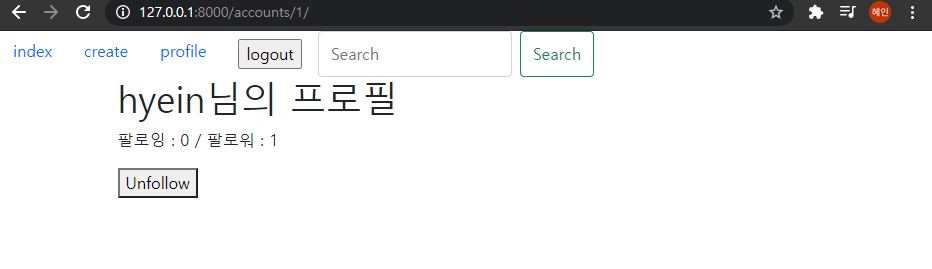 127.0.0.1:8000/accounts/1/
혜인
index create profile logout Search Search
hyein님의 프로필
팔로잉 : 0 / 팔로워 : 1
Unfollow